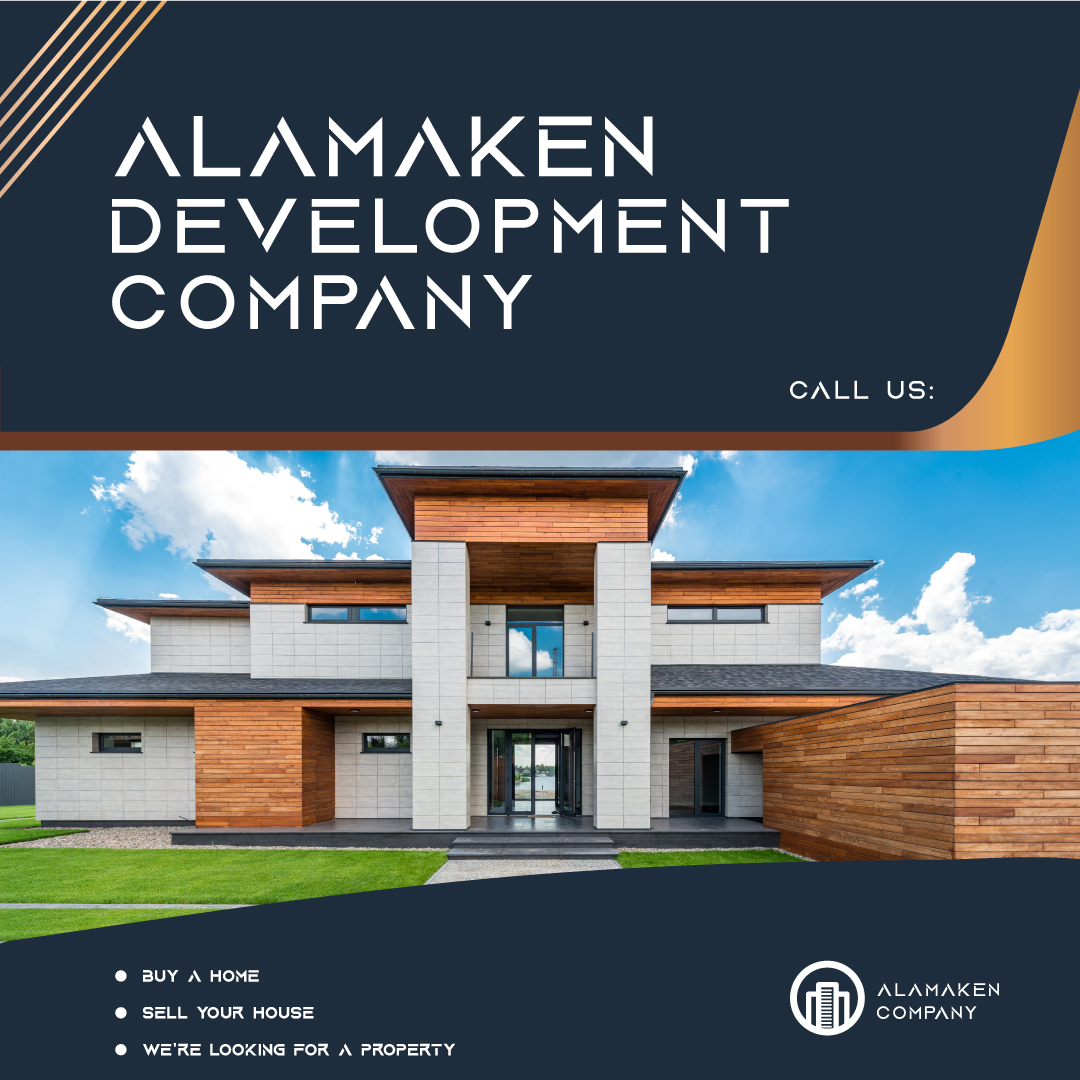 ALAMAKEN
DEVELOPMENT
COMPANY
CALL US:
BUY A HOME
SELL YOUR HOUSE
WE'RE LOOKING FOR A PROPERTY
ALAMAKEN
COMPANY